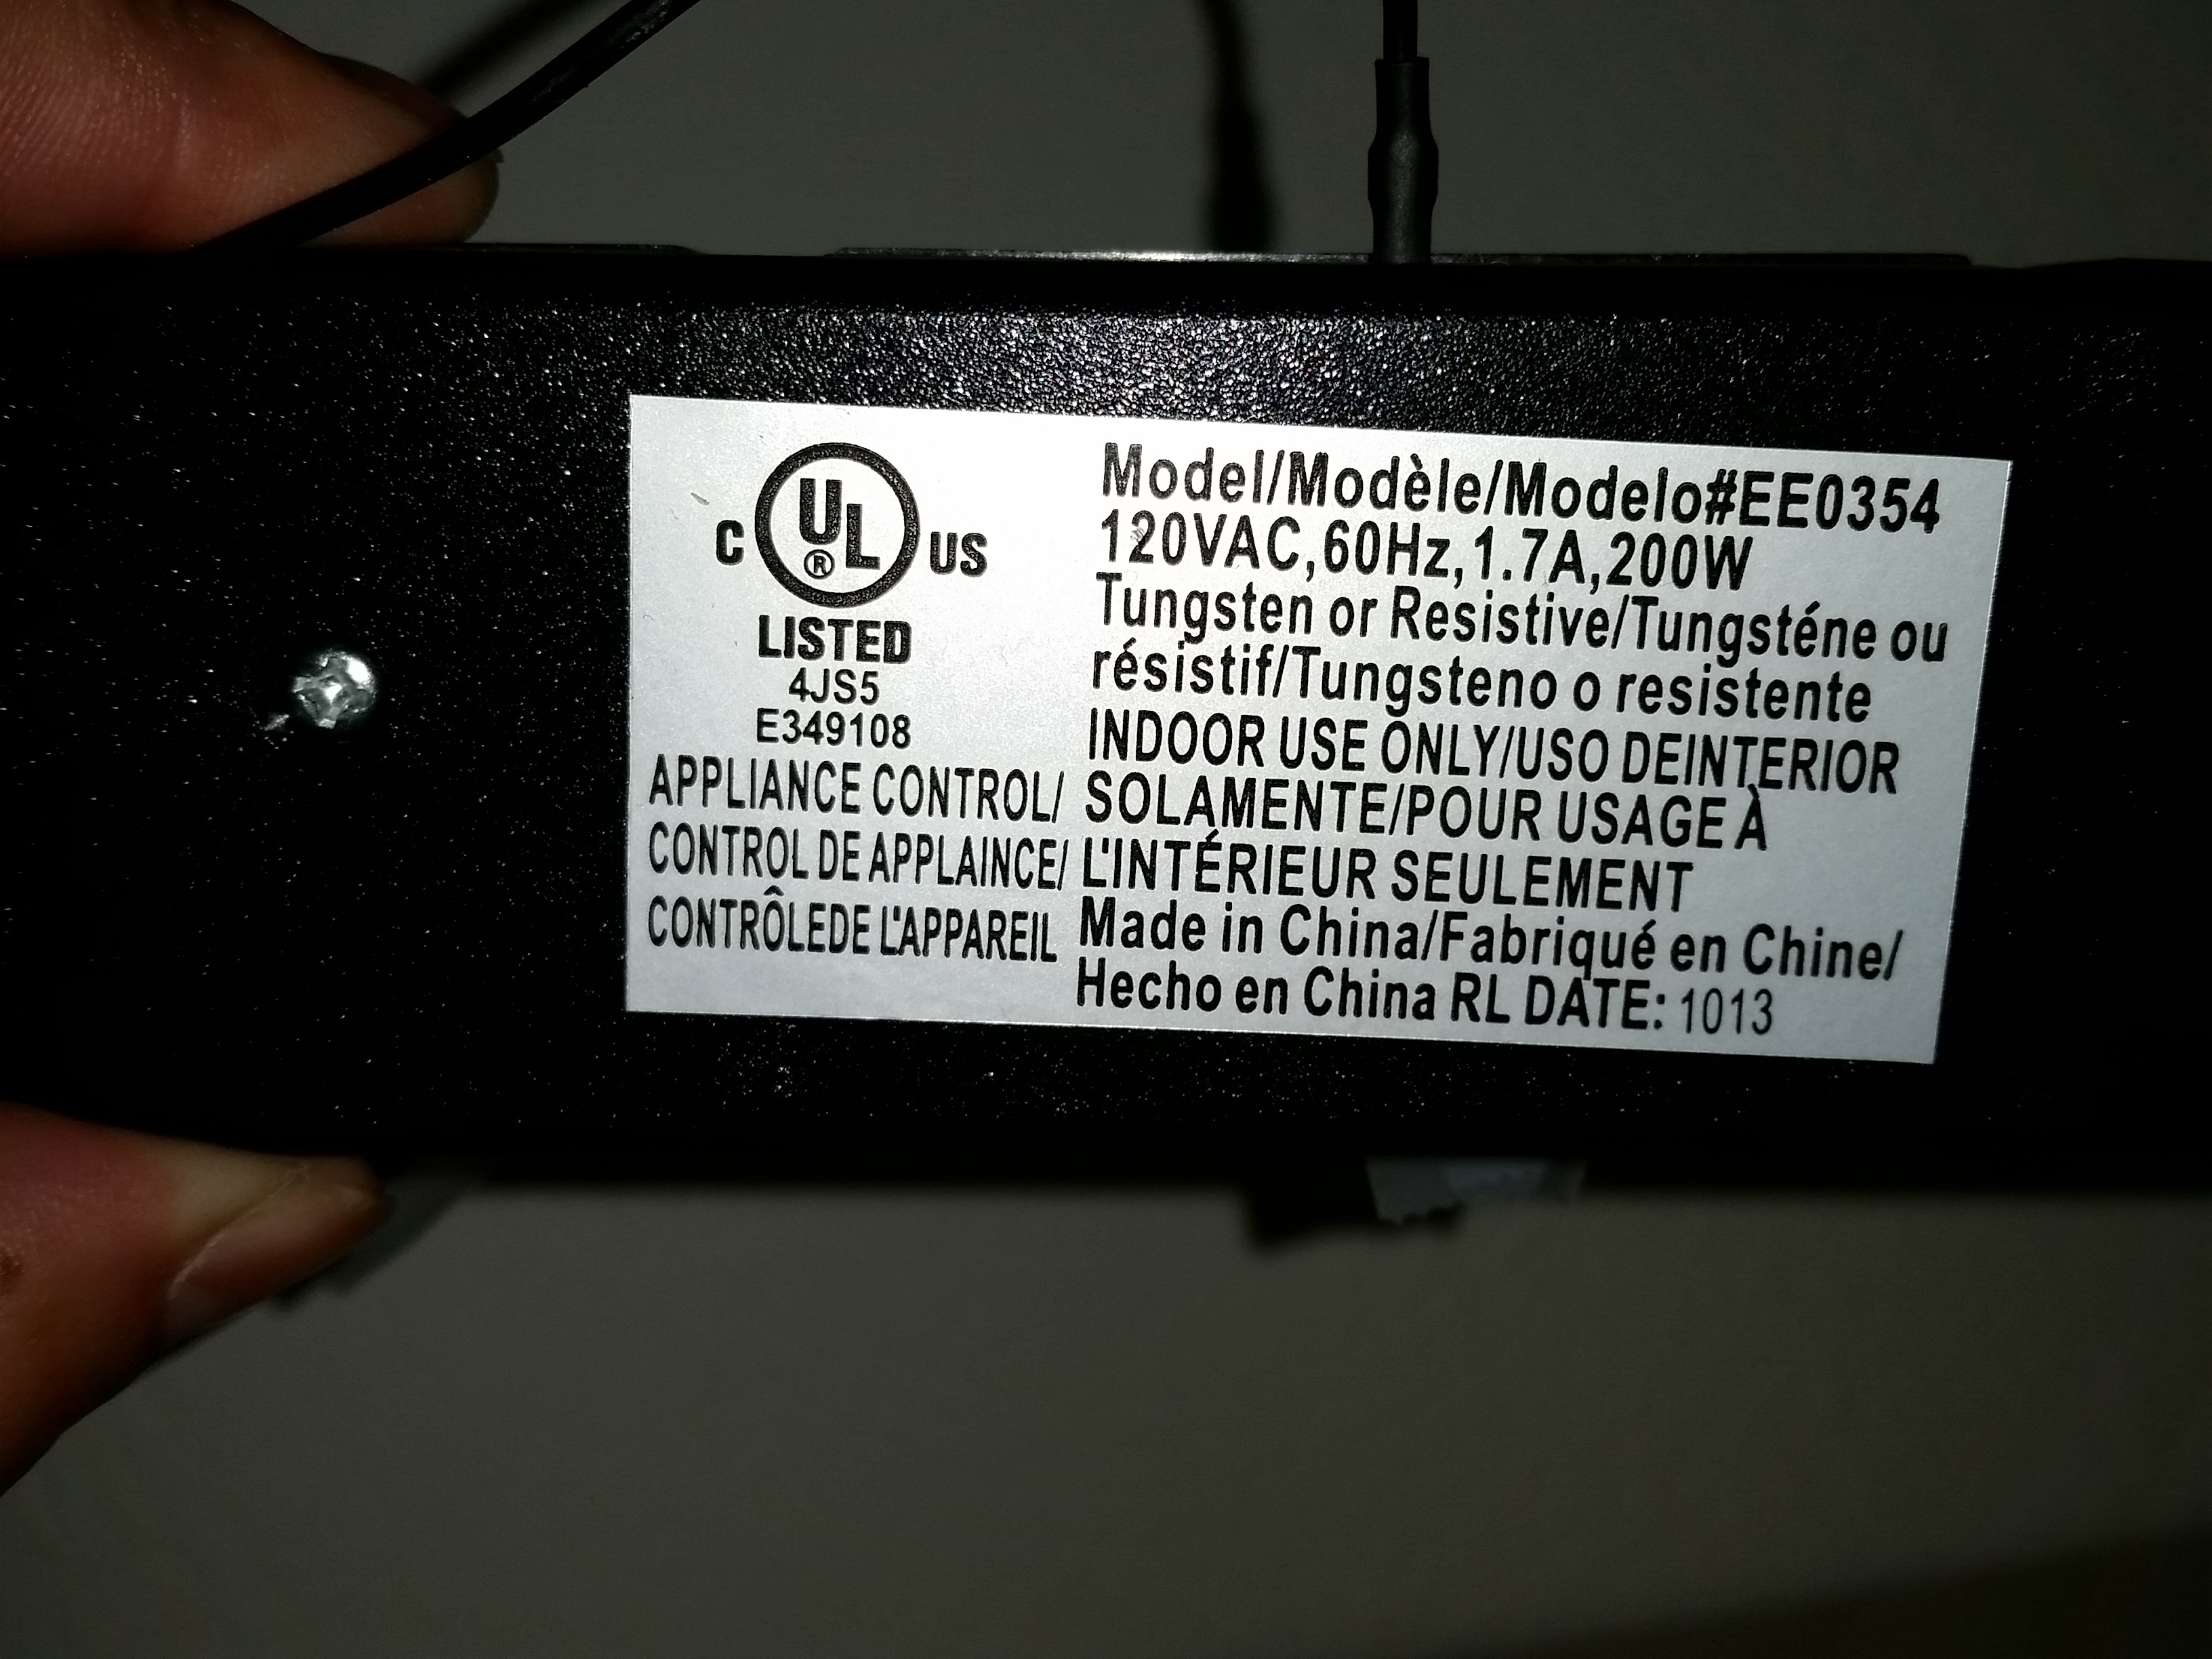 C UL® US
LISTED
4JS5
E349108
APPLIANCE CONTROL/
CONTROL DE APPLAINCE/
CONTRÔLEDE L'APPAREIL
Model/Modèle/Modelo#EE0354
120VAC,60Hz,1.7A,200W
Tungsten or Resistive/Tungsténe ou
résistif/Tungsteno o resistente
INDOOR USE ONLY/USO DEINTERIOR
SOLAMENTE/POUR USAGE À
L'INTÉRIEUR SEULEMENT
Made in China/Fabriqué en Chine/
Hecho en China RL DATE: 1013